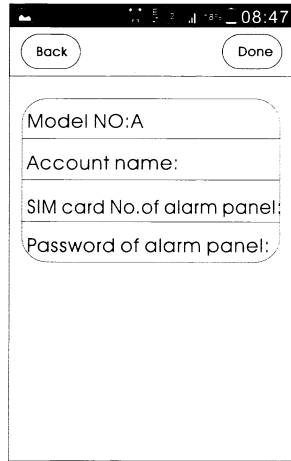 08:47
Back
Done
Model NO:A
Account name:
SIM card No.of alarm panel:
Password of alarm panel: